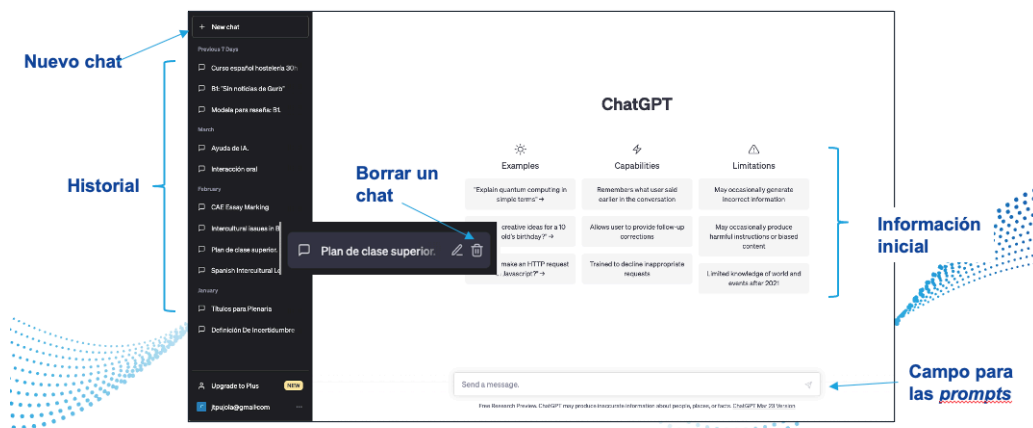 Nuevo chat
Historial
+ New chat
Previous 7 Days
Curso español hostelería 30h
B1: "Sin noticias de Gurb"
Modelo para reseña: B1.
March
Ayuda de IA.
Interacción oral
February
CAE Essay Marking
Intercultural issues in B
Plan de clase superior.
Spanish Intercultural Le
January
Títulos para Plenaria
Definición De Incertidumbre
Upgrade to Plus NEW
jtpujola@gmail.com
Borrar un
chat
Plan de clase superior.
ChatGPT
Examples
"Explain quantum computing in
simple terms" →
creative ideas for a 10
old's birthday?" →
make an HTTP request
Javascript?" →
Capabilities
Remembers what user said
earlier in the conversation
Allows user to provide follow-up
corrections
Trained to decline inappropriate
requests
Limitations
May occasionally generate
incorrect information
May occasionally produce
harmful instructions or biased
content
Limited knowledge of world and
events after 2021
Información
inicial
Send a message.
Free Research Preview. ChatGPT may produce inaccurate information about people, places, or facts. ChatGPT Mar 23 Version
Campo para
las prompts